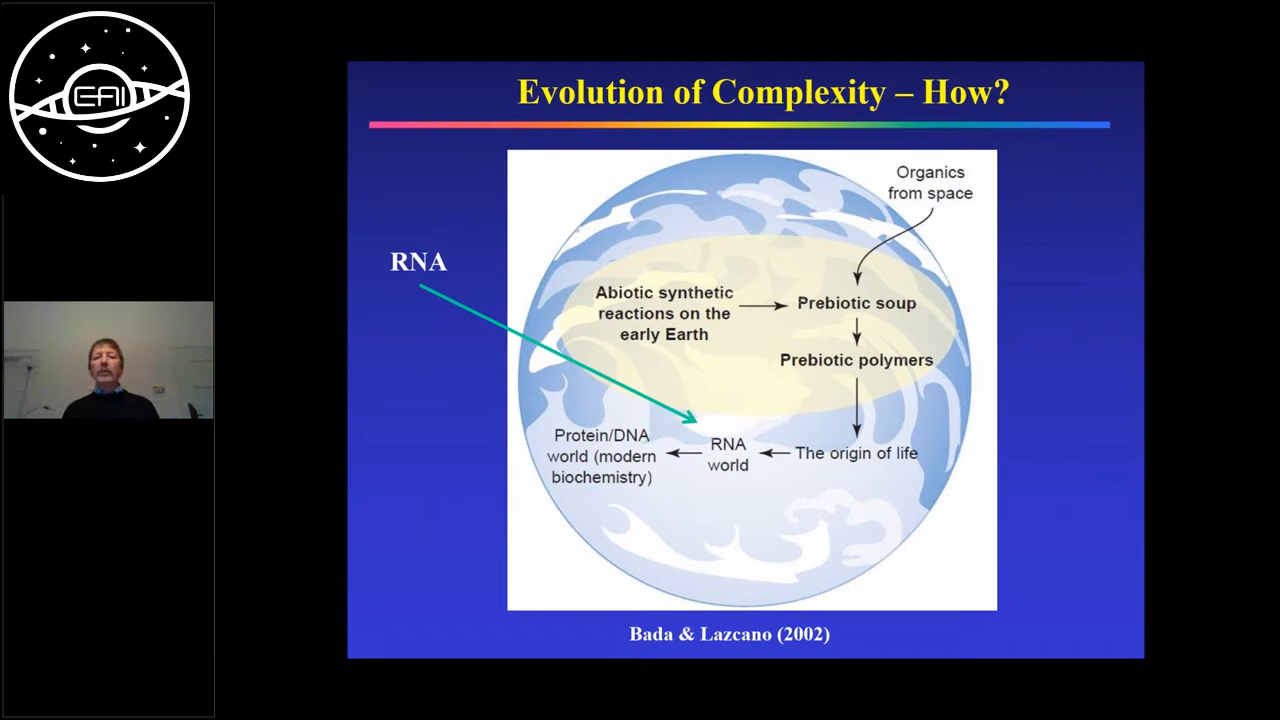 EAI
Evolution of Complexity – How?
Organics
from space
RNA
Abiotic synthetic
reactions on the
early Earth
Prebiotic soup
Prebiotic polymers
Protein/DNA
world (modern
biochemistry)
RNA
world
The origin of life
Bada & Lazcano (2002)